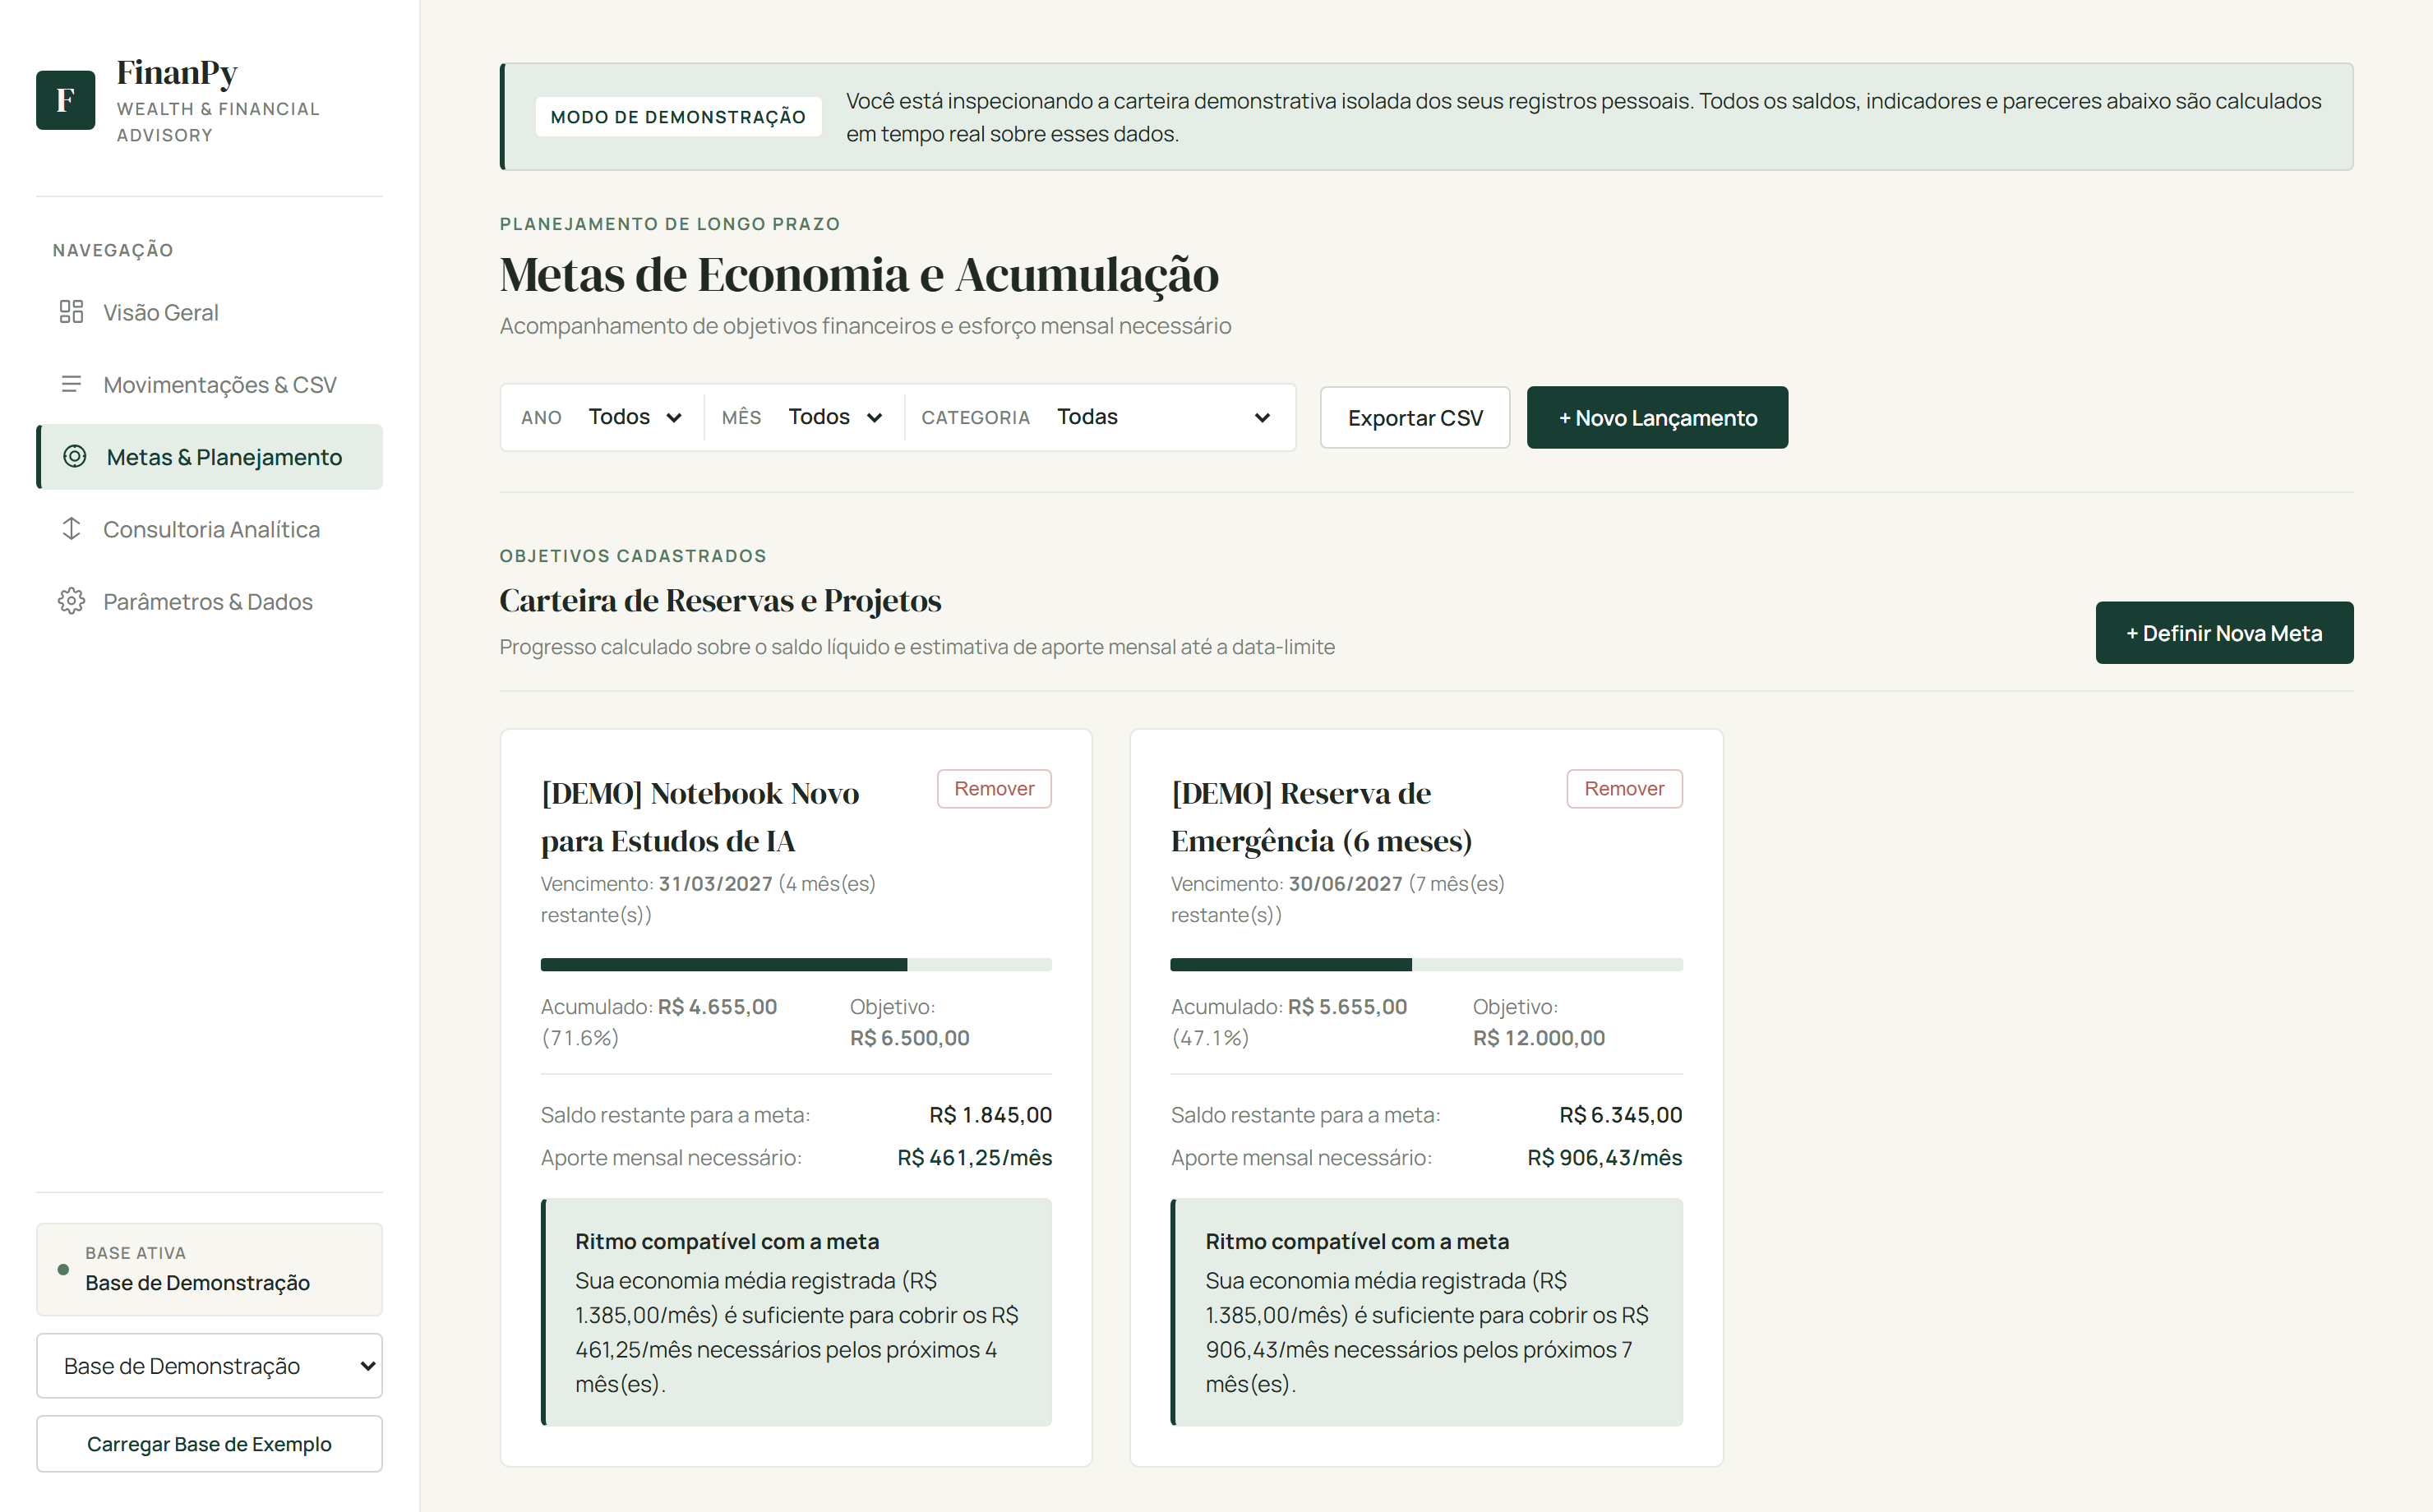 F
FinanPy
WEALTH & FINANCIAL
ADVISORY
NAVEGAÇÃO
Visão Geral
Movimentações & CSV
Metas & Planejamento
Consultoria Analítica
Parâmetros & Dados
BASE ATIVA
Base de Demonstração
Base de Demonstração
Carregar Base de Exemplo
MODO DE DEMONSTRAÇÃO
Você está inspecionando a carteira demonstrativa isolada dos seus registros pessoais. Todos os saldos, indicadores e pareceres abaixo são calculados
em tempo real sobre esses dados.
PLANEJAMENTO DE LONGO PRAZO
Metas de Economia e Acumulação
Acompanhamento de objetivos financeiros e esforço mensal necessário
ANO Todos MÊS Todos CATEGORIA Todas
Exportar CSV
+ Novo Lançamento
OBJETIVOS CADASTRADOS
Carteira de Reservas e Projetos
Progresso calculado sobre o saldo líquido e estimativa de aporte mensal até a data-limite
+ Definir Nova Meta
[DEMO] Notebook Novo
para Estudos de IA
Remover
Vencimento: 31/03/2027 (4 mês(es)
restante(s))
Acumulado: R$ 4.655,00
(71.6%)
Objetivo:
R$ 6.500,00
Saldo restante para a meta: R$ 1.845,00
Aporte mensal necessário: R$ 461,25/mês
Ritmo compatível com a meta
Sua economia média registrada (R$
1.385,00/mês) é suficiente para cobrir os R$
461,25/mês necessários pelos próximos 4
mês(es).
[DEMO] Reserva de
Emergência (6 meses)
Remover
Vencimento: 30/06/2027 (7 mês(es)
restante(s))
Acumulado: R$ 5.655,00
(47.1%)
Objetivo:
R$ 12.000,00
Saldo restante para a meta: R$ 6.345,00
Aporte mensal necessário: R$ 906,43/mês
Ritmo compatível com a meta
Sua economia média registrada (R$
1.385,00/mês) é suficiente para cobrir os R$
906,43/mês necessários pelos próximos 7
mês(es).